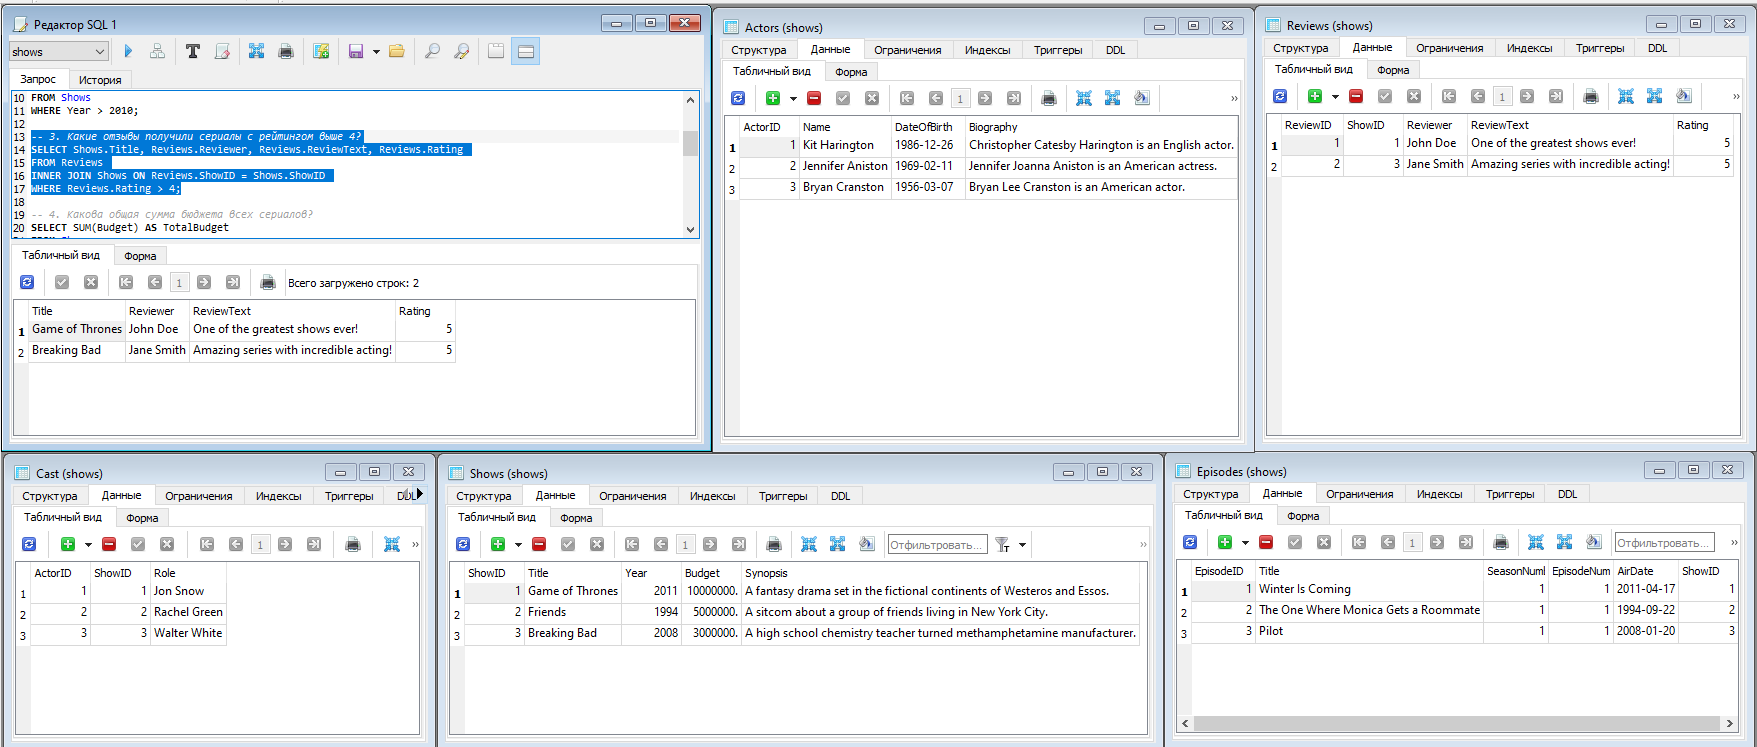 Редактор SQL 1
shows
Запрос История
10 FROM Shows
11 WHERE Year > 2010;
12
13 -- 3. Какие отзывы получили сериалы с рейтингом выше 4?
14 SELECT Shows.Title, Reviews.Reviewer, Reviews.ReviewText, Reviews.Rating
15 FROM Reviews
16 INNER JOIN Shows ON Reviews.ShowID = Shows.ShowID
17 WHERE Reviews.Rating > 4;
18
19 -- 4. Какова общая сумма бюджета всех сериалов?
20 SELECT SUM(Budget) AS TotalBudget
Табличный вид Форма
1 Всего загружено строк: 2
Title Reviewer ReviewText Rating
1 Game of Thrones John Doe One of the greatest shows ever! 5
2 Breaking Bad Jane Smith Amazing series with incredible acting! 5
Actors (shows)
Структура Данные Ограничения Индексы Триггеры DDL
Табличный вид Форма
1 »
ActorID Name DateOfBirth Biography
1 1 Kit Harington 1986-12-26 Christopher Catesby Harington is an English actor.
2 2 Jennifer Aniston 1969-02-11 Jennifer Joanna Aniston is an American actress.
3 3 Bryan Cranston 1956-03-07 Bryan Lee Cranston is an American actor.
Reviews (shows)
Структура Данные Ограничения Индексы Триггеры DDL
Табличный вид Форма
1 »
ReviewID ShowID Reviewer ReviewText Rating
1 1 1 John Doe One of the greatest shows ever! 5
2 2 3 Jane Smith Amazing series with incredible acting! 5
Cast (shows)
Структура Данные Ограничения Индексы Триггеры
Табличный вид Форма
1 »
ActorID ShowID Role
1 1 1 Jon Snow
2 2 2 Rachel Green
3 3 3 Walter White
Shows (shows)
Структура Данные Ограничения Индексы Триггеры DDL
Табличный вид Форма
1 Отфильтровать... »
ShowID Title Year Budget Synopsis
1 1 Game of Thrones 2011 10000000. A fantasy drama set in the fictional continents of Westeros and Essos.
2 2 Friends 1994 5000000. A sitcom about a group of friends living in New York City.
3 3 Breaking Bad 2008 3000000. A high school chemistry teacher turned methamphetamine manufacturer.
Episodes (shows)
Структура Данные Ограничения Индексы Триггеры DDL
Табличный вид Форма
1 Отфильтровать... »
EpisodeID Title SeasonNuml EpisodeNum AirDate ShowID
1 1 Winter Is Coming 1 1 2011-04-17 1
2 2 The One Where Monica Gets a Roommate 1 1 1994-09-22 2
3 3 Pilot 1 1 2008-01-20 3